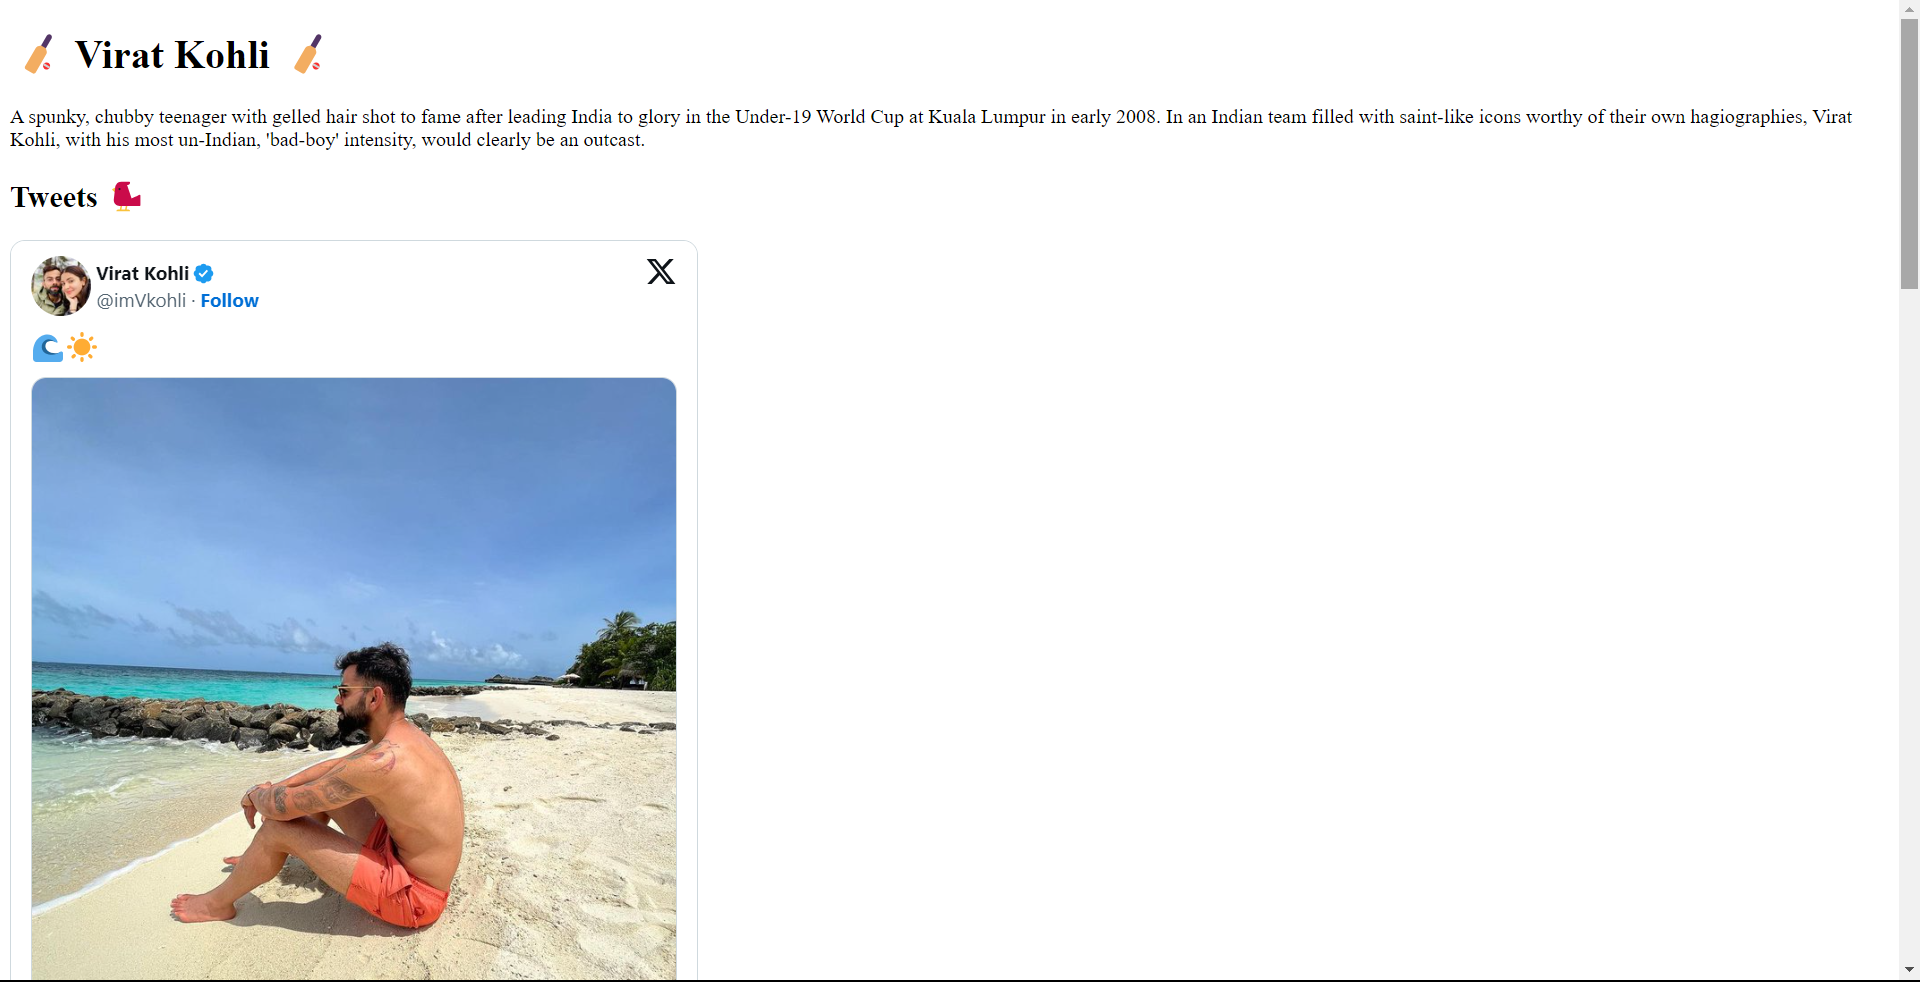 Virat Kohli
A spunky, chubby teenager with gelled hair shot to fame after leading India to glory in the Under-19 World Cup at Kuala Lumpur in early 2008. In an Indian team filled with saint-like icons worthy of their own hagiographies, Virat
Kohli, with his most un-Indian, 'bad-boy' intensity, would clearly be an outcast.
Tweets
Virat Kohli
@imVkohli · Follow